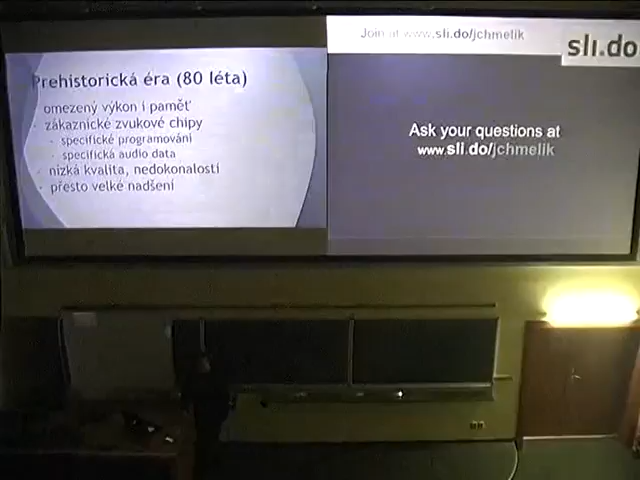 Prehistorická éra (80 léta)
omezený výkon i paměť
zákaznické zvukové chipy
specifické programování
specifická audio data
nízká kvalita, nedokonalosti
přesto velké nadšení
Join at www.sli.do/jchmelik
sli.do
Ask your questions at
www.sli.do/jchmelik